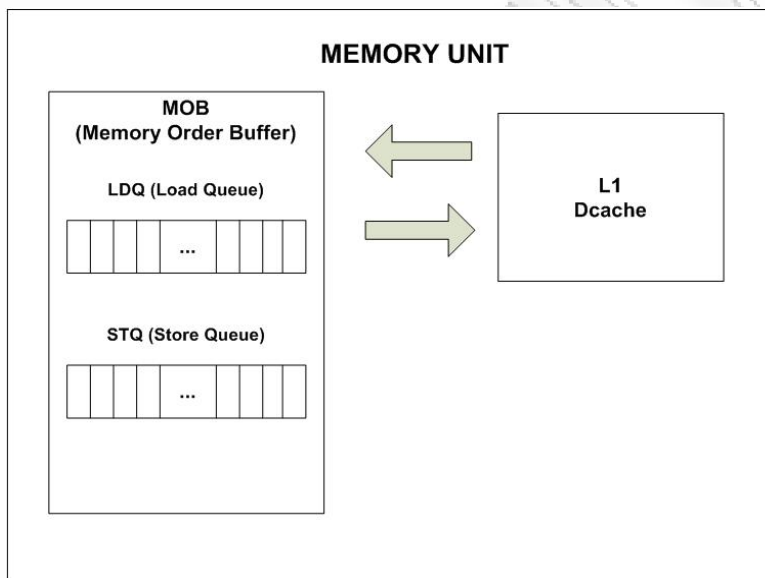 MEMORY UNIT
MOB
(Memory Order Buffer)
LDQ (Load Queue)
...
STQ (Store Queue)
...
L1
Dcache